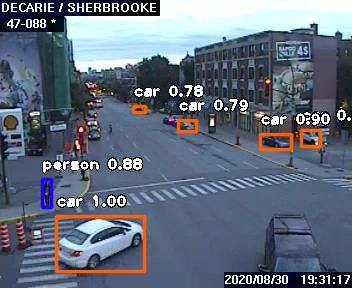 DECARIE / SHERBROOKE
47-088 *
car 0.78
car 0.79
car 0.90
person 0.88
car 1.00
2020/08/30 19:31:17